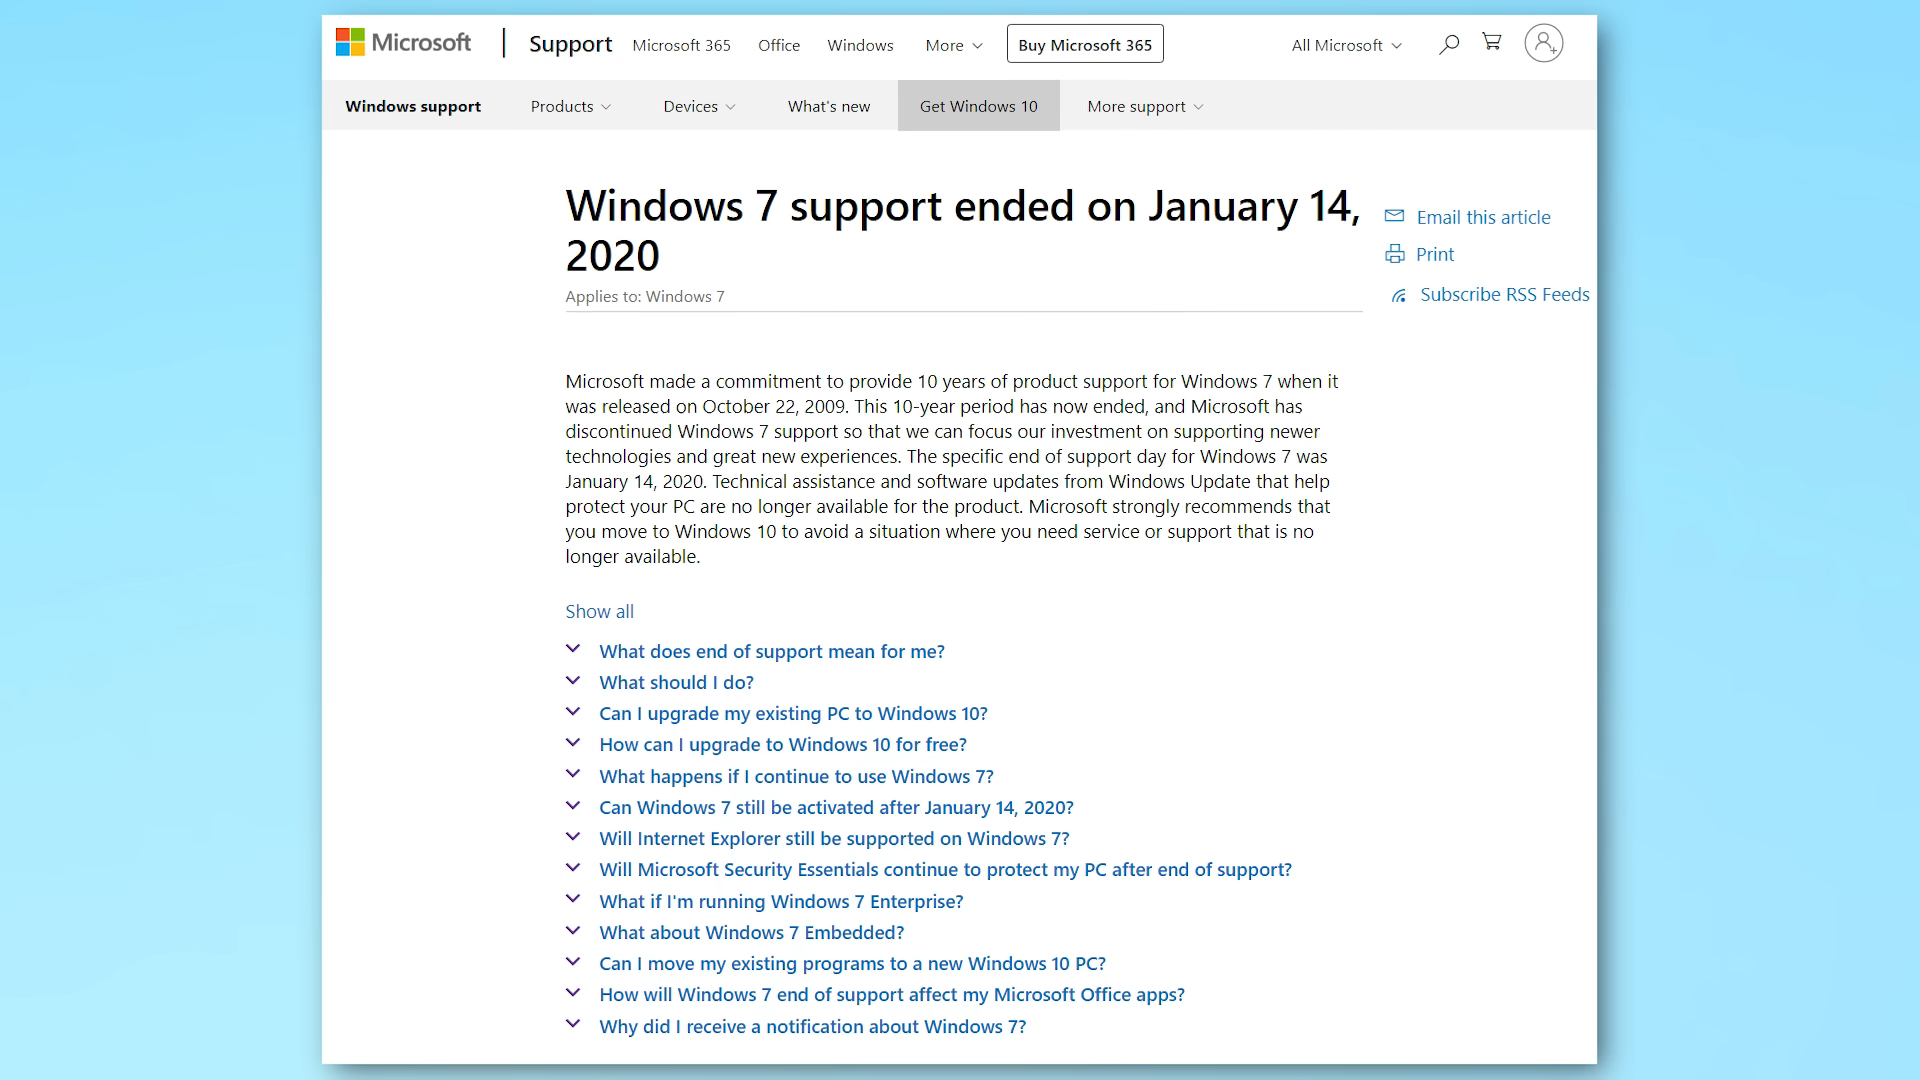 Microsoft | Support Microsoft 365 Office Windows More Buy Microsoft 365 All Microsoft
Windows support Products Devices What's new Get Windows 10 More support
Windows 7 support ended on January 14,
2020
Applies to: Windows 7
Email this article
Print
Subscribe RSS Feeds
Microsoft made a commitment to provide 10 years of product support for Windows 7 when it
was released on October 22, 2009. This 10-year period has now ended, and Microsoft has
discontinued Windows 7 support so that we can focus our investment on supporting newer
technologies and great new experiences. The specific end of support day for Windows 7 was
January 14, 2020. Technical assistance and software updates from Windows Update that help
protect your PC are no longer available for the product. Microsoft strongly recommends that
you move to Windows 10 to avoid a situation where you need service or support that is no
longer available.
Show all
What does end of support mean for me?
What should I do?
Can I upgrade my existing PC to Windows 10?
How can I upgrade to Windows 10 for free?
What happens if I continue to use Windows 7?
Can Windows 7 still be activated after January 14, 2020?
Will Internet Explorer still be supported on Windows 7?
Will Microsoft Security Essentials continue to protect my PC after end of support?
What if I'm running Windows 7 Enterprise?
What about Windows 7 Embedded?
Can I move my existing programs to a new Windows 10 PC?
How will Windows 7 end of support affect my Microsoft Office apps?
Why did I receive a notification about Windows 7?